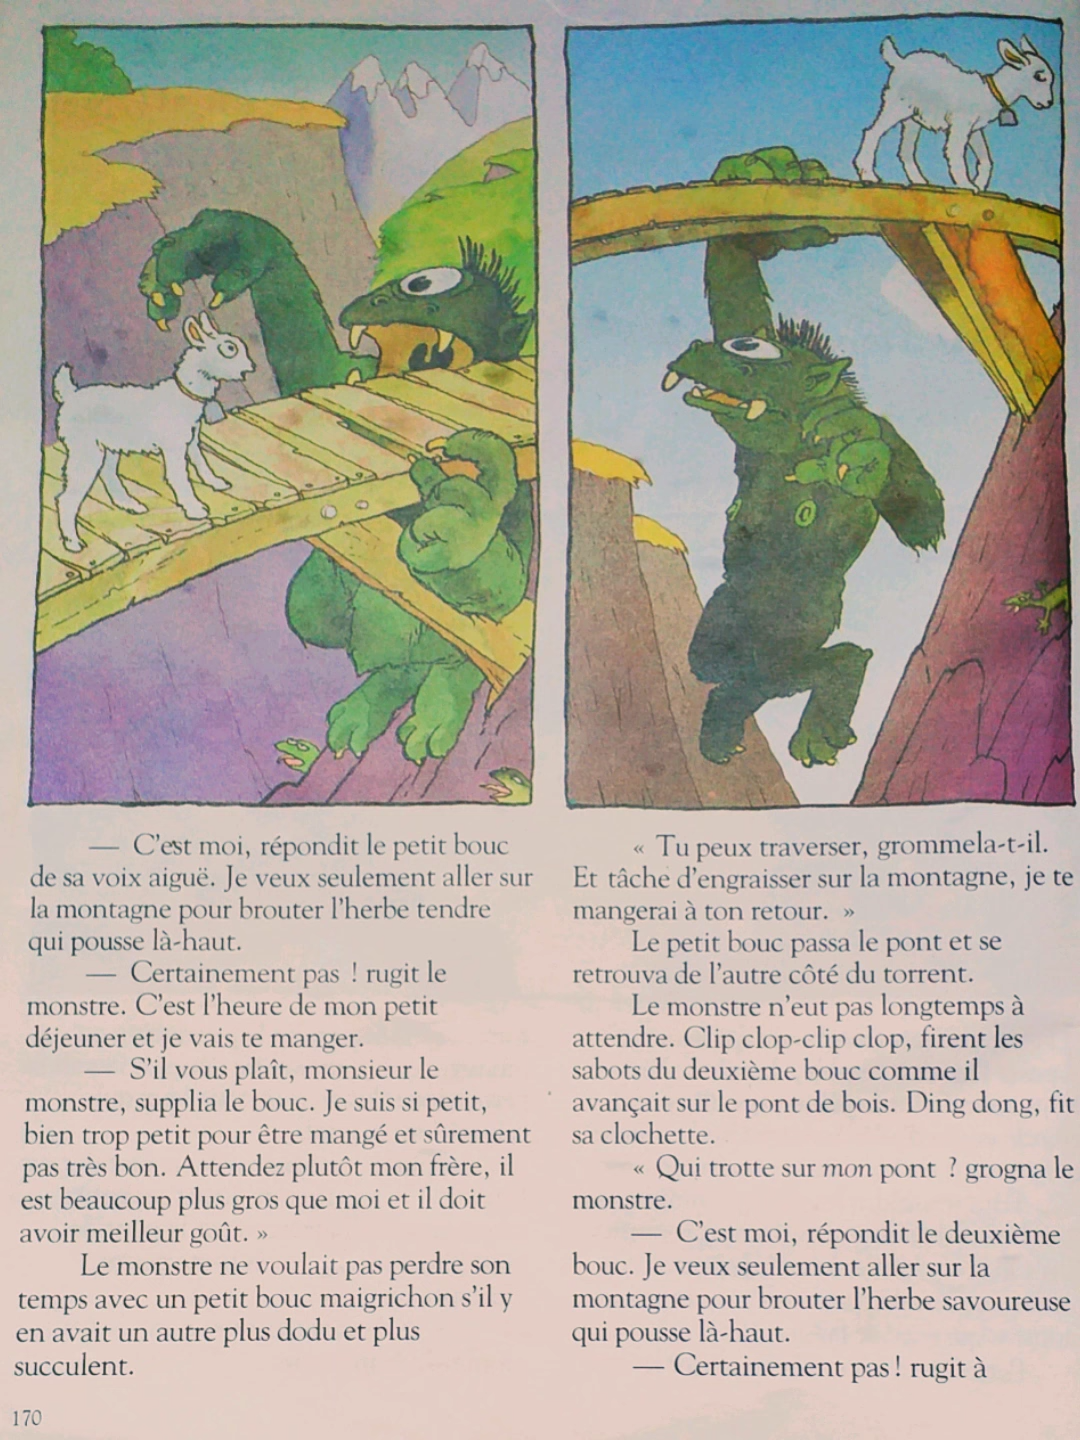 — C'est moi, répondit le petit bouc
de sa voix aiguë. Je veux seulement aller sur
la montagne pour brouter l'herbe tendre
qui pousse là-haut.
— Certainement pas ! rugit le
monstre. C'est l'heure de mon petit
déjeuner et je vais te manger.
— S'il vous plaît, monsieur le
monstre, supplia le bouc. Je suis si petit,
bien trop petit pour être mangé et sûrement
pas très bon. Attendez plutôt mon frère, il
est beaucoup plus gros que moi et il doit
avoir meilleur goût. »
Le monstre ne voulait pas perdre son
temps avec un petit bouc maigrichon s'il y
en avait un autre plus dodu et plus
succulent.
« Tu peux traverser, grommela-t-il.
Et tâche d'engraisser sur la montagne, je te
mangerai à ton retour. »
Le petit bouc passa le pont et se
retrouva de l'autre côté du torrent.
Le monstre n'eut pas longtemps à
attendre. Clip clop-clip clop, firent les
sabots du deuxième bouc comme il
avançait sur le pont de bois. Ding dong, fit
sa clochette.
« Qui trotte sur mon pont ? grogna le
monstre.
— C'est moi, répondit le deuxième
bouc. Je veux seulement aller sur la
montagne pour brouter l'herbe savoureuse
qui pousse là-haut.
— Certainement pas ! rugit à
170